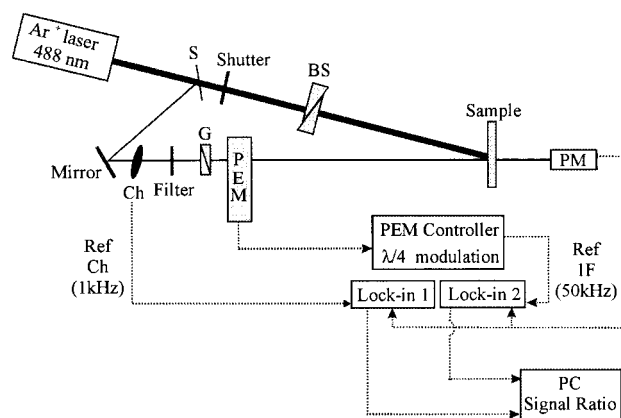 Ar⁺ laser
488 nm
S
Shutter
BS
Sample
G
PEM
PM
Mirror
Ch
Filter
Ref
Ch
(1kHz)
PEM Controller
λ/4 modulation
Ref
1F
(50kHz)
Lock-in 1
Lock-in 2
PC
Signal Ratio